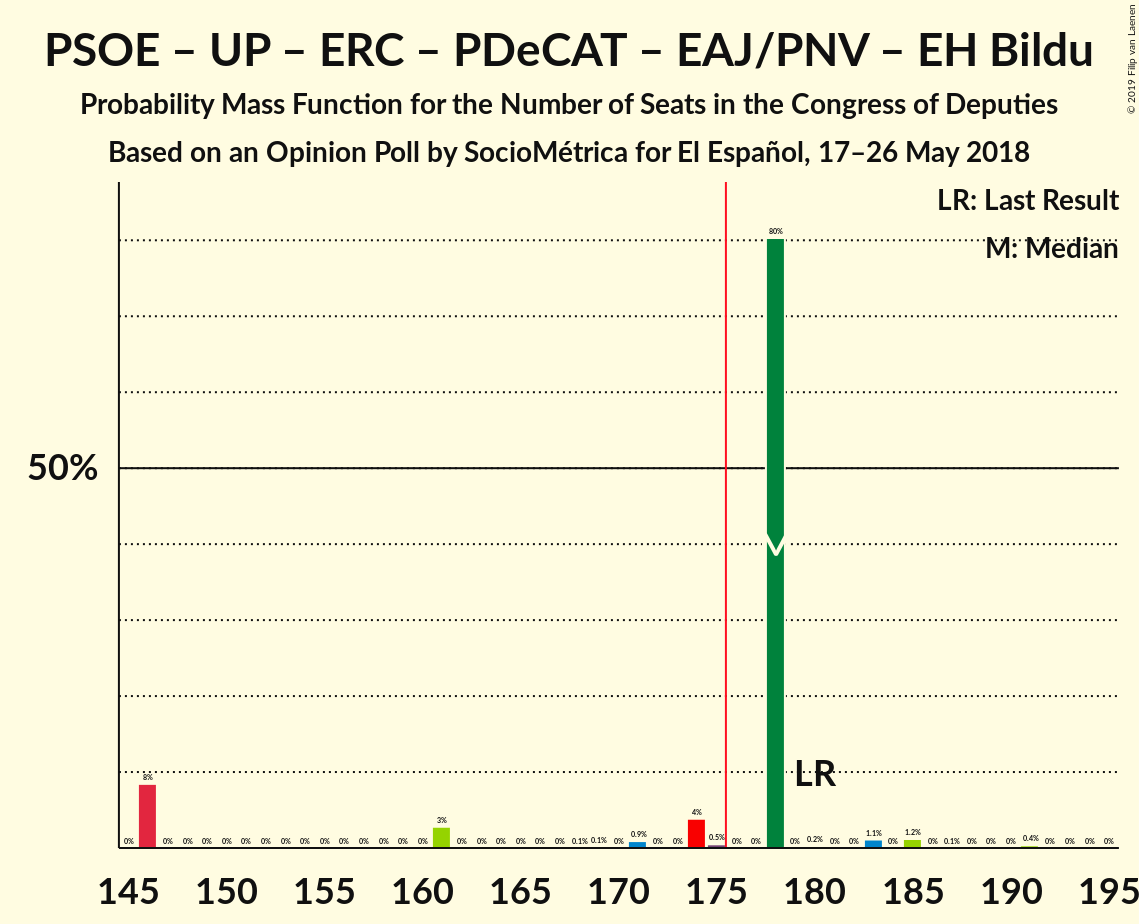 PSOE – UP – ERC – PDeCAT – EAJ/PNV – EH Bildu
Probability Mass Function for the Number of Seats in the Congress of Deputies
Based on an Opinion Poll by SocioMétrica for El Español, 17–26 May 2018
© 2019 Filip van Laenen
LR: Last Result
M: Median
50%
LR
0% 8% 0% 0% 0% 0% 0% 0% 0% 0% 0% 0% 0% 0% 0% 0% 3% 0% 0% 0% 0% 0% 0% 0.1% 0.1% 0% 0.9% 0% 0% 4% 0.5% 0% 0% 80% 0% 0.2% 0% 0% 1.1% 0% 1.2% 0% 0.1% 0% 0% 0% 0.4% 0% 0% 0% 0%
145 150 155 160 165 170 175 180 185 190 195